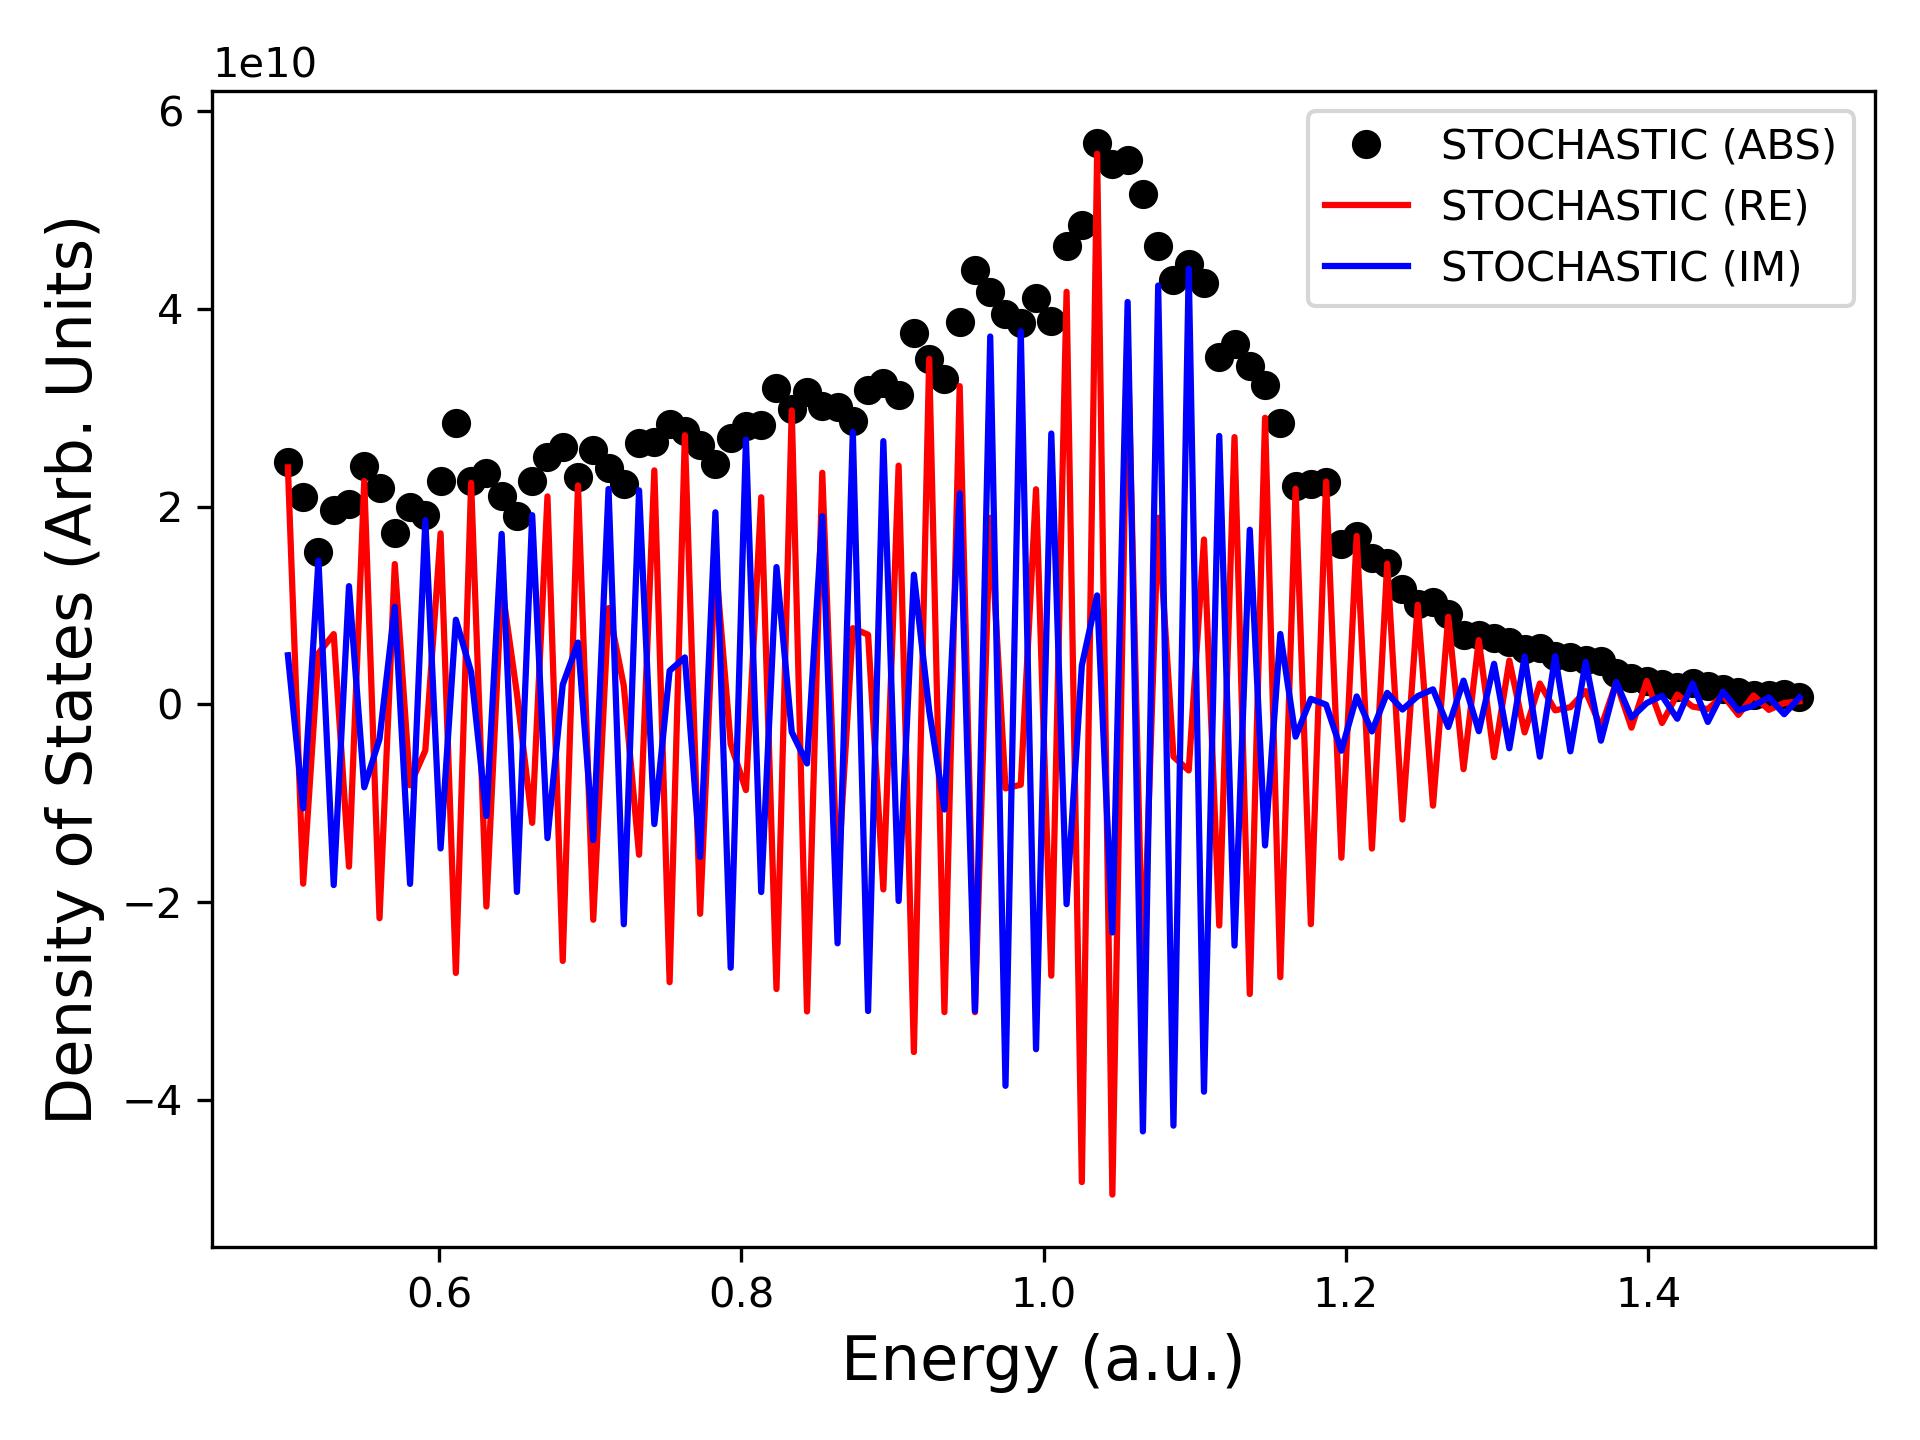 1e10
6
4
2
0
−2
−4
0.6 0.8 1.0 1.2 1.4
Density of States (Arb. Units)
Energy (a.u.)
STOCHASTIC (ABS)
STOCHASTIC (RE)
STOCHASTIC (IM)